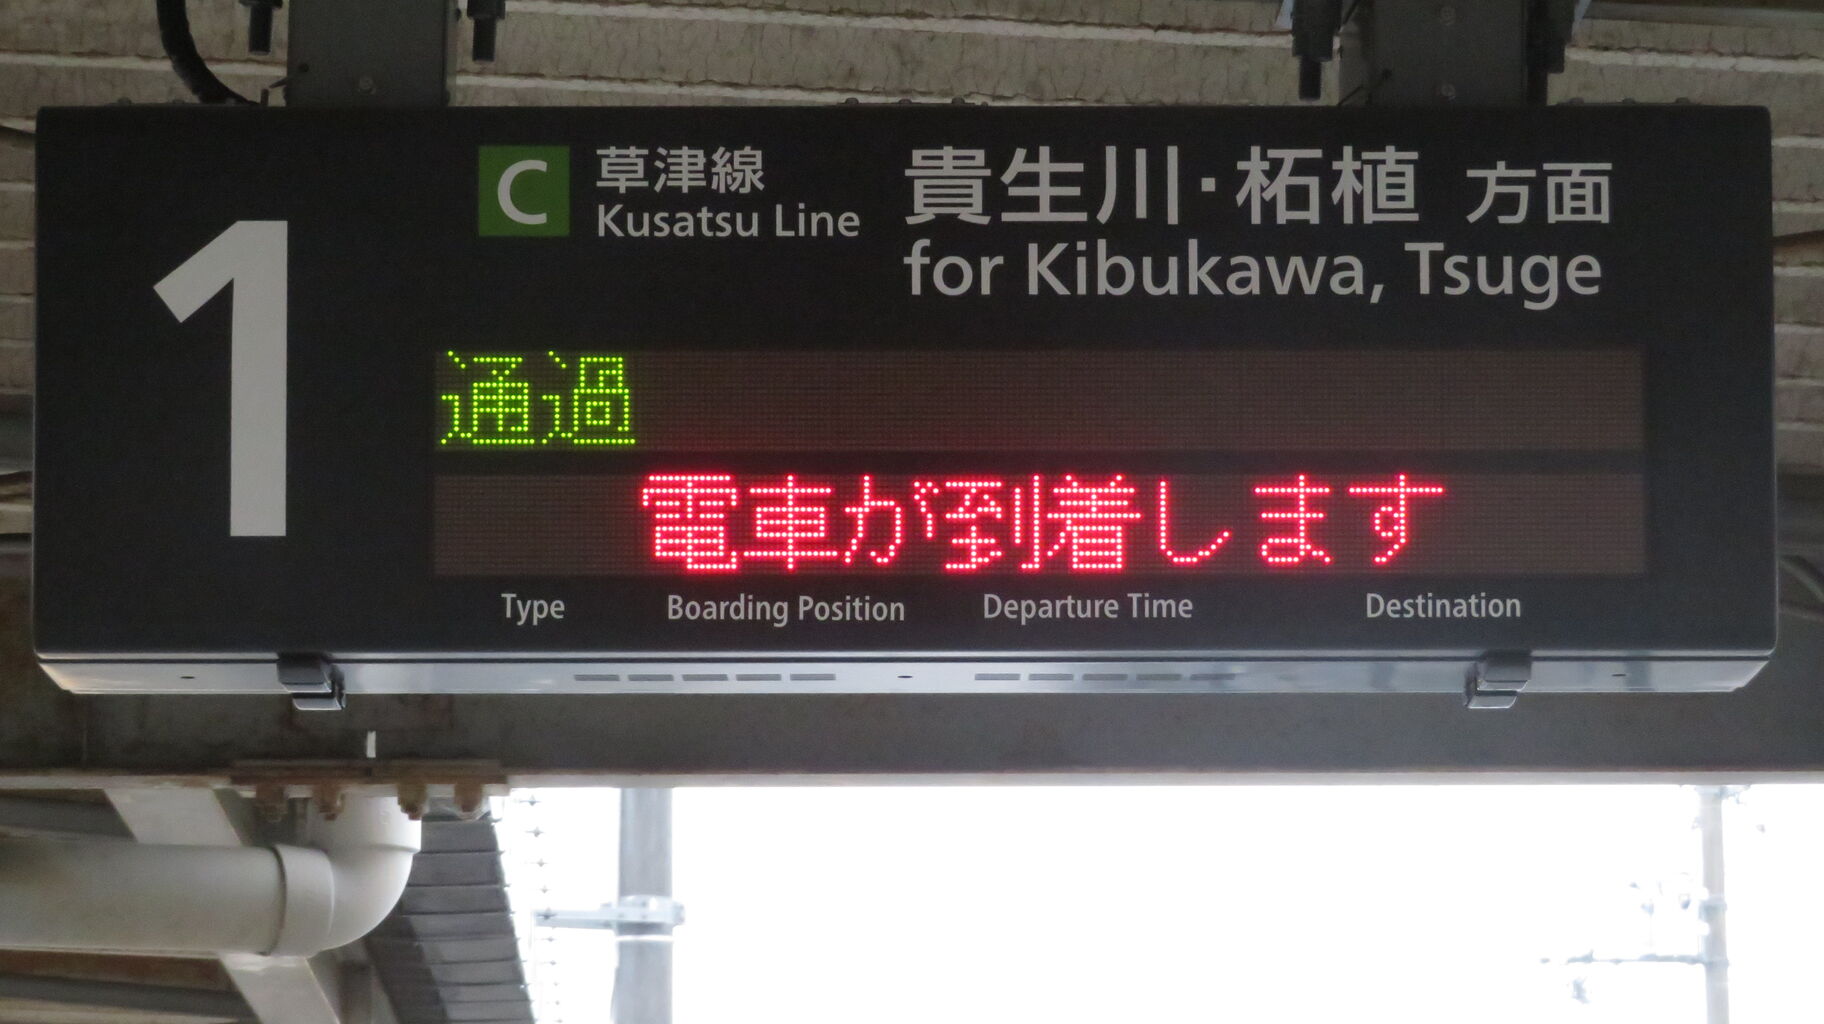 1
C 草津線 貴生川・柘植 方面
Kusatsu Line for Kibukawa, Tsuge
通過
電車が到着します
Type Boarding Position Departure Time Destination